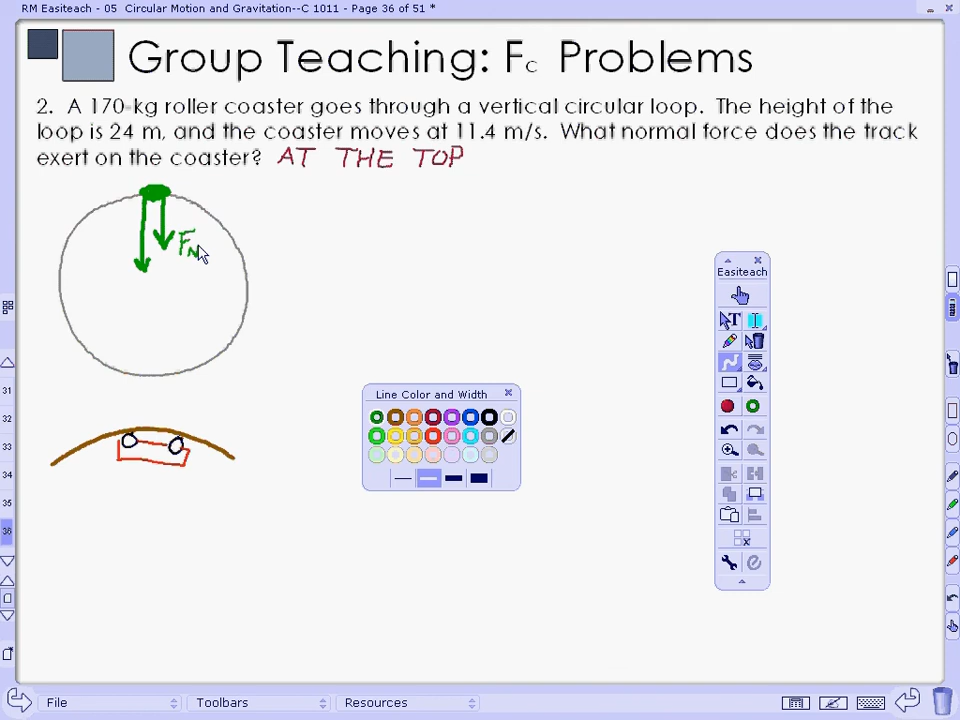 RM Easiteach - 05 Circular Motion and Gravitation--C 1011 - Page 36 of 51 *
Group Teaching: Fc Problems
2. A 170-kg roller coaster goes through a vertical circular loop. The height of the
loop is 24 m, and the coaster moves at 11.4 m/s. What normal force does the track
exert on the coaster? AT THE TOP
FN
Easiteach
T
Line Color and Width
31
32
33
34
35
36
File
Toolbars
Resources